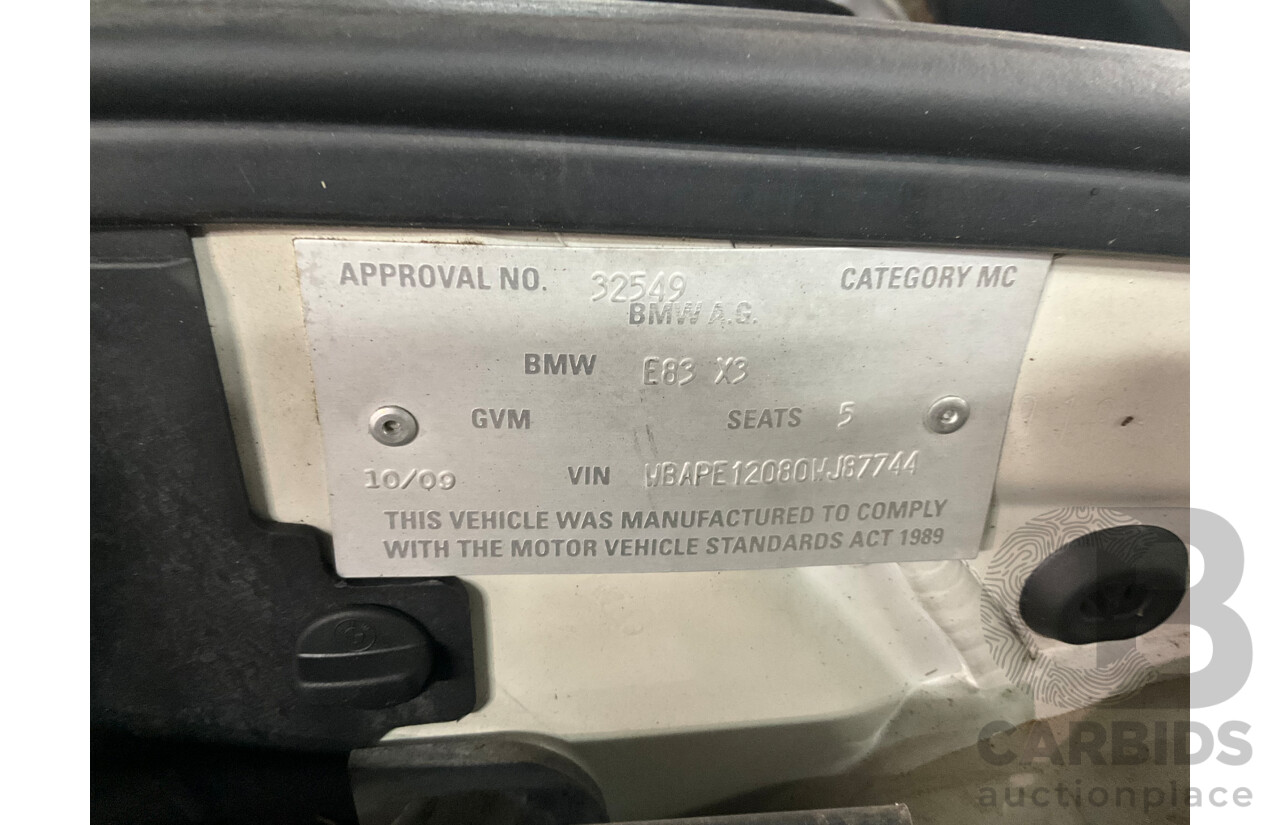 APPROVAL NO. 32549 CATEGORY MC
BMW A.G.
BMW E83 X3
GVM SEATS 5
10/09 VIN WBAPE12080WJ87744
THIS VEHICLE WAS MANUFACTURED TO COMPLY
WITH THE MOTOR VEHICLE STANDARDS ACT 1989
CB
CARBIDS
auctionplace